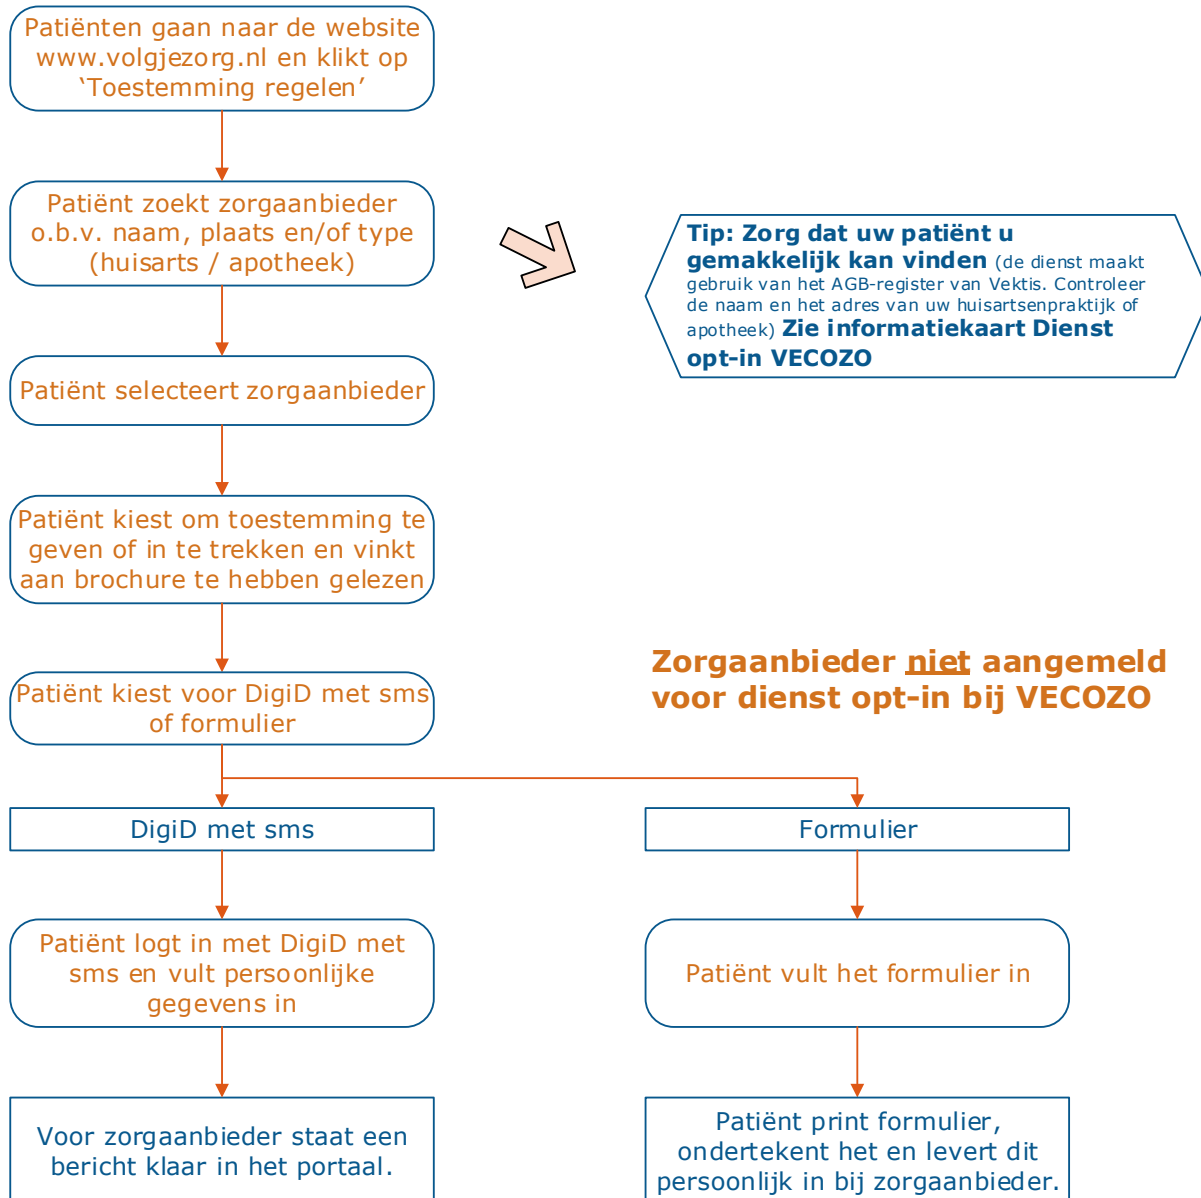 Patiënten gaan naar de website
www.volgjezorg.nl en klikt op
‘Toestemming regelen’
Patiënt zoekt zorgaanbieder
o.b.v. naam, plaats en/of type
(huisarts / apotheek)
Tip: Zorg dat uw patiënt u
gemakkelijk kan vinden (de dienst maakt
gebruik van het AGB-register van Vektis. Controleer
de naam en het adres van uw huisartsenpraktijk of
apotheek) Zie informatiekaart Dienst
opt-in VECOZO
Patiënt selecteert zorgaanbieder
Patiënt kiest om toestemming te
geven of in te trekken en vinkt
aan brochure te hebben gelezen
Zorgaanbieder niet aangemeld
voor dienst opt-in bij VECOZO
Patiënt kiest voor DigiD met sms
of formulier
DigiD met sms
Formulier
Patiënt logt in met DigiD met
sms en vult persoonlijke
gegevens in
Patiënt vult het formulier in
Voor zorgaanbieder staat een
bericht klaar in het portaal.
Patiënt print formulier,
ondertekent het en levert dit
persoonlijk in bij zorgaanbieder.